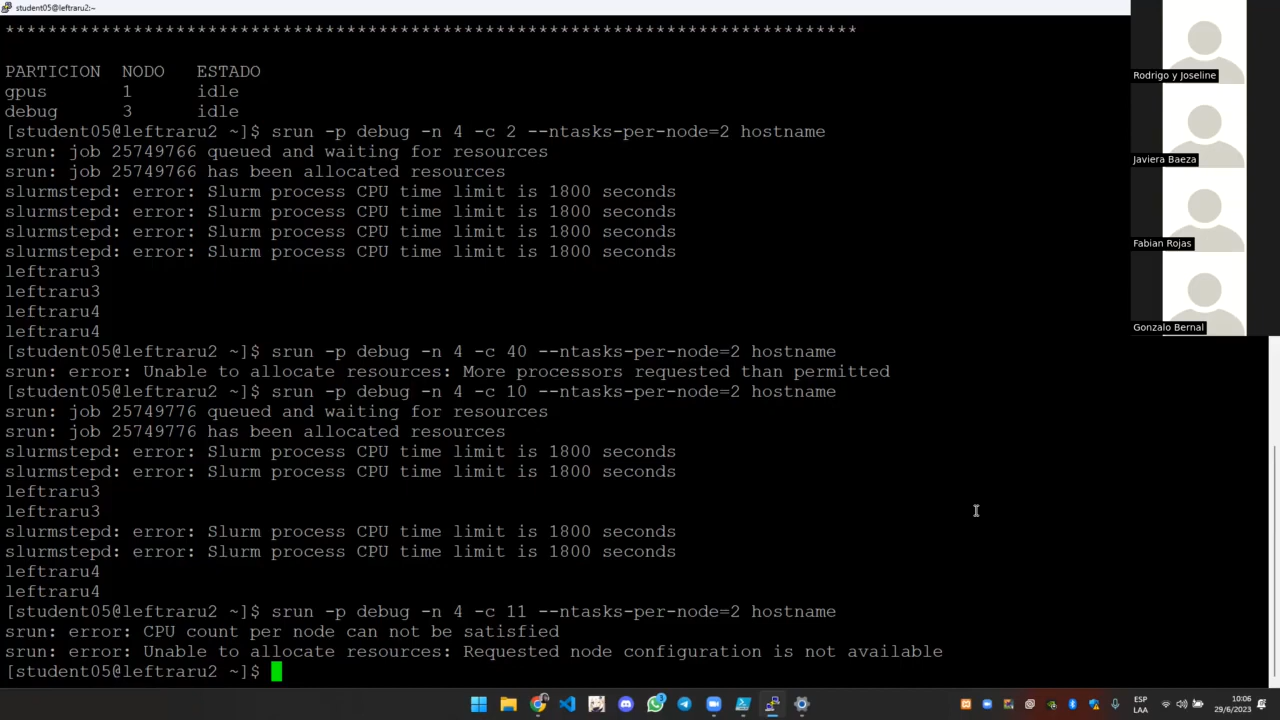 student05@leftraru2:~
********************************************************************************
PARTICION NODO ESTADO
gpus 1 idle
debug 3 idle
[student05@leftraru2 ~]$ srun -p debug -n 4 -c 2 --ntasks-per-node=2 hostname
srun: job 25749766 queued and waiting for resources
srun: job 25749766 has been allocated resources
slurmstepd: error: Slurm process CPU time limit is 1800 seconds
slurmstepd: error: Slurm process CPU time limit is 1800 seconds
slurmstepd: error: Slurm process CPU time limit is 1800 seconds
slurmstepd: error: Slurm process CPU time limit is 1800 seconds
leftraru3
leftraru3
leftraru4
leftraru4
[student05@leftraru2 ~]$ srun -p debug -n 4 -c 40 --ntasks-per-node=2 hostname
srun: error: Unable to allocate resources: More processors requested than permitted
[student05@leftraru2 ~]$ srun -p debug -n 4 -c 10 --ntasks-per-node=2 hostname
srun: job 25749776 queued and waiting for resources
srun: job 25749776 has been allocated resources
slurmstepd: error: Slurm process CPU time limit is 1800 seconds
slurmstepd: error: Slurm process CPU time limit is 1800 seconds
leftraru3
leftraru3
slurmstepd: error: Slurm process CPU time limit is 1800 seconds
slurmstepd: error: Slurm process CPU time limit is 1800 seconds
leftraru4
leftraru4
[student05@leftraru2 ~]$ srun -p debug -n 4 -c 11 --ntasks-per-node=2 hostname
srun: error: CPU count per node can not be satisfied
srun: error: Unable to allocate resources: Requested node configuration is not available
[student05@leftraru2 ~]$
Rodrigo y Joseline
Javiera Baeza
Fabian Rojas
Gonzalo Bernal
3
ESP
LAA
10:06
29/6/2023